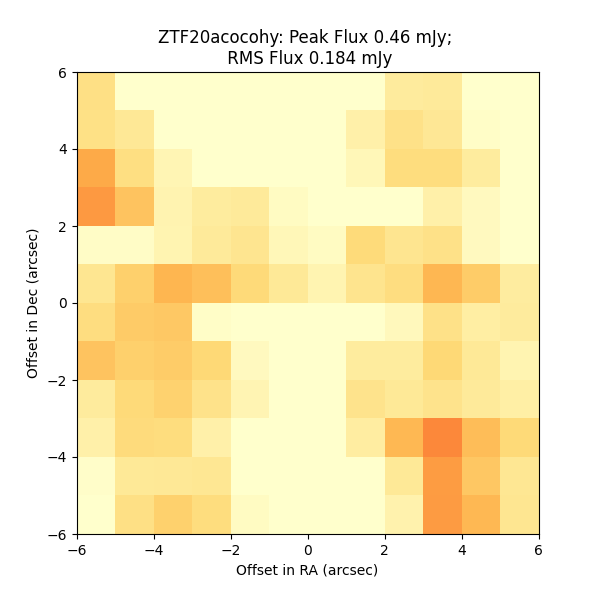 ZTF20acocohy: Peak Flux 0.46 mJy;
RMS Flux 0.184 mJy
6
4
2
0
−2
−4
−6
Offset in Dec (arcsec)
−6 −4 −2 0 2 4 6
Offset in RA (arcsec)